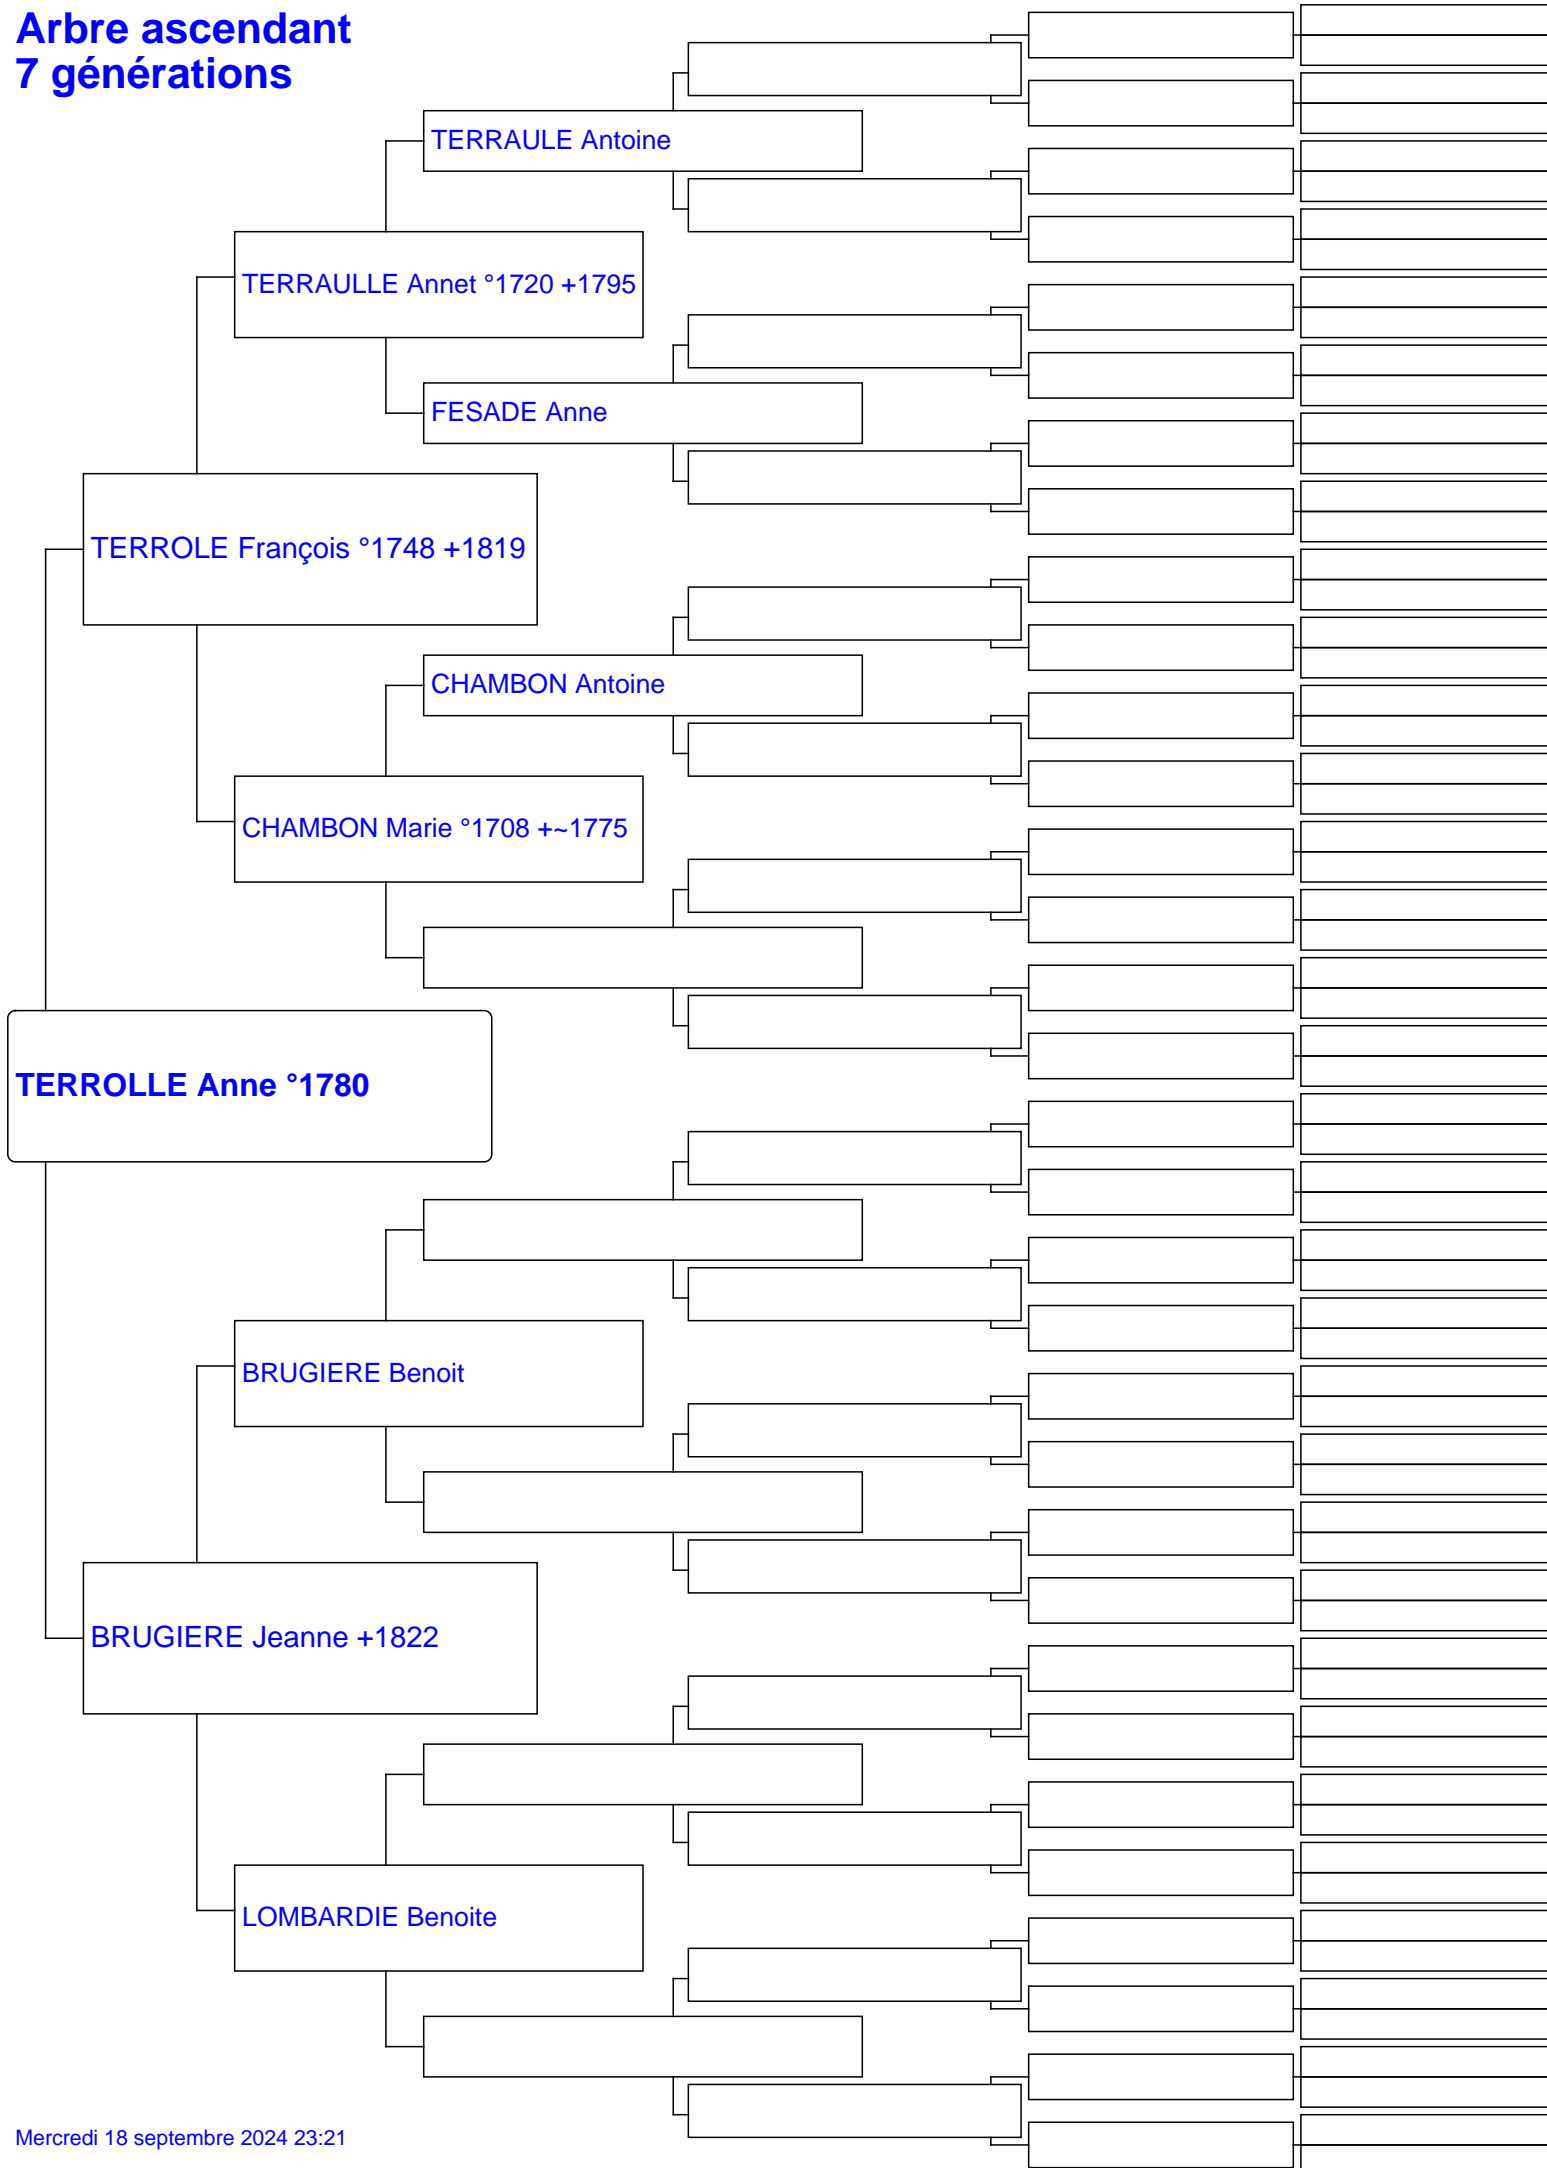 Arbre ascendant
7 générations
TERRAULE Antoine
TERRAULLE Annet °1720 +1795
FESADE Anne
TERROLE François °1748 +1819
CHAMBON Antoine
CHAMBON Marie °1708 +~1775
TERROLLE Anne °1780
BRUGIERE Benoit
BRUGIERE Jeanne +1822
LOMBARDIE Benoite
Mercredi 18 septembre 2024 23:21